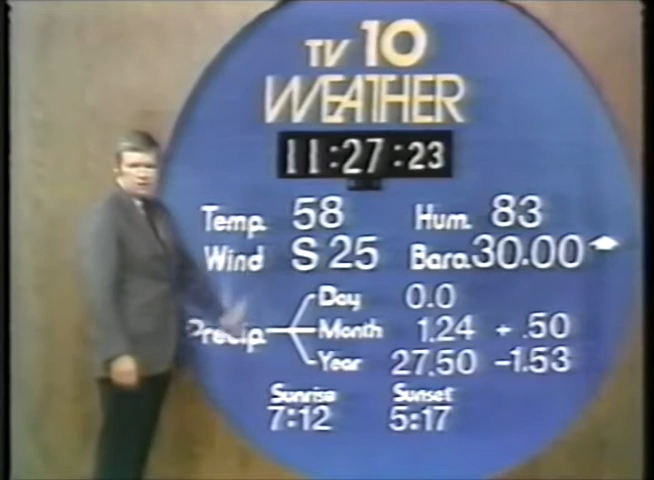 TV 10
WEATHER
11:27:23
Temp. 58 Hum. 83
Wind S 25 Baro. 30.00
Precip. Day 0.0
Month 1.24 + .50
Year 27.50 -1.53
Sunrise Sunset
7:12 5:17